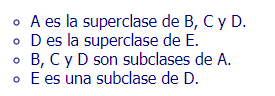 A es la superclase de B, C y D.
D es la superclase de E.
B, C y D son subclases de A.
E es una subclase de D.